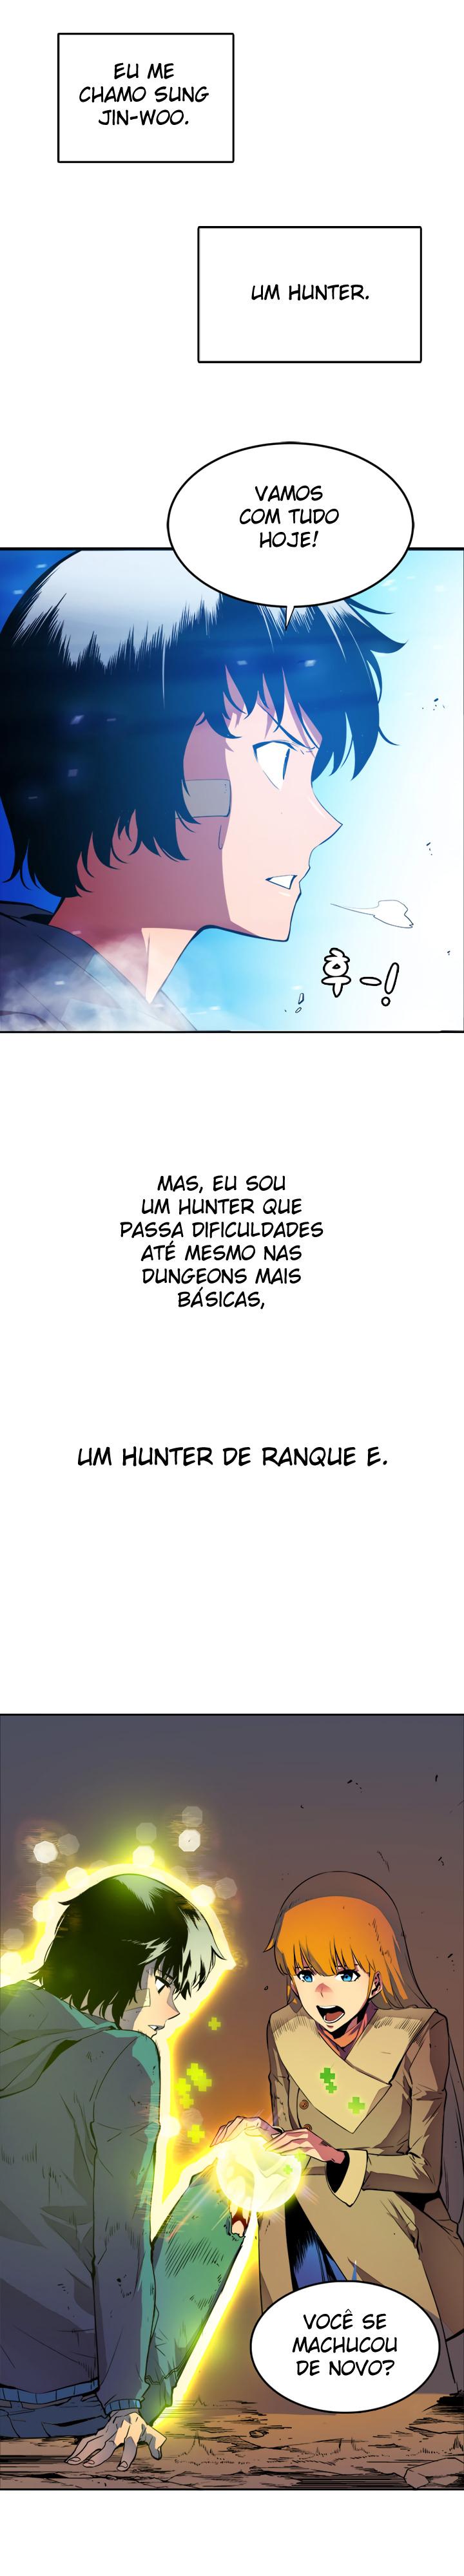 EU ME
CHAMO SUNG
JIN-WOO.
UM HUNTER.
VAMOS
COM TUDO
HOJE!
후-!
MAS, EU SOU
UM HUNTER QUE
PASSA DIFICULDADES
ATÉ MESMO NAS
DUNGEONS MAIS
BÁSICAS,
UM HUNTER DE RANQUE E.
VOCÊ SE
MACHUCOU
DE NOVO?